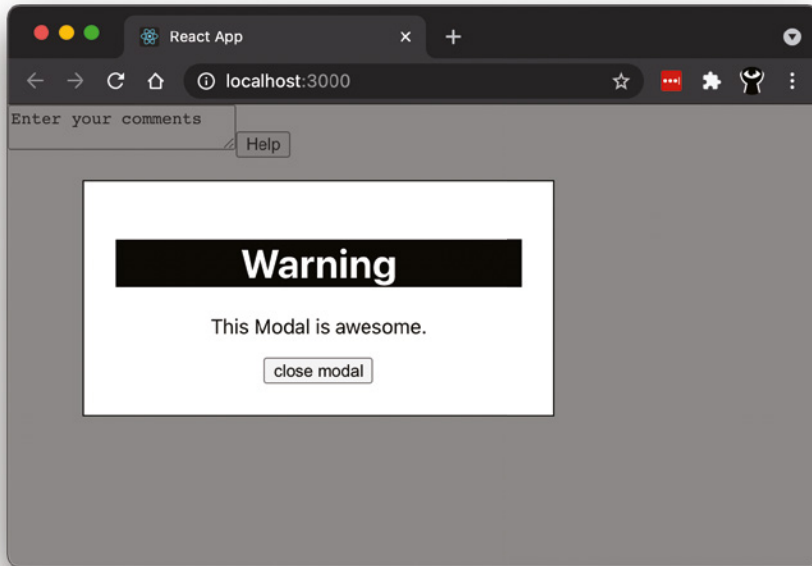 React App
localhost:3000
Enter your comments
Help
Warning
This Modal is awesome.
close modal